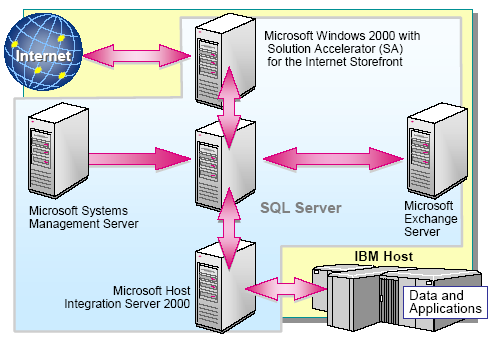 Internet
Microsoft Windows 2000 with
Solution Accelerator (SA)
for the Internet Storefront
Microsoft Systems
Management Server
SQL Server
Microsoft
Exchange
Server
Microsoft Host
Integration Server 2000
IBM Host
Data and
Applications